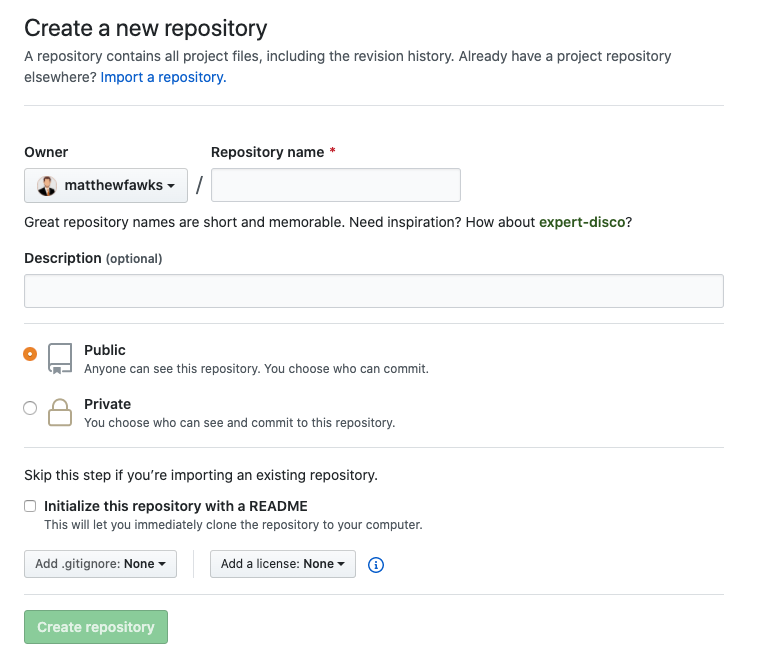 Create a new repository
A repository contains all project files, including the revision history. Already have a project repository
elsewhere? Import a repository.
Owner
Repository name *
matthewfawks
/
Great repository names are short and memorable. Need inspiration? How about expert-disco?
Description (optional)
Public
Anyone can see this repository. You choose who can commit.
Private
You choose who can see and commit to this repository.
Skip this step if you’re importing an existing repository.
Initialize this repository with a README
This will let you immediately clone the repository to your computer.
Add .gitignore: None
Add a license: None
Create repository